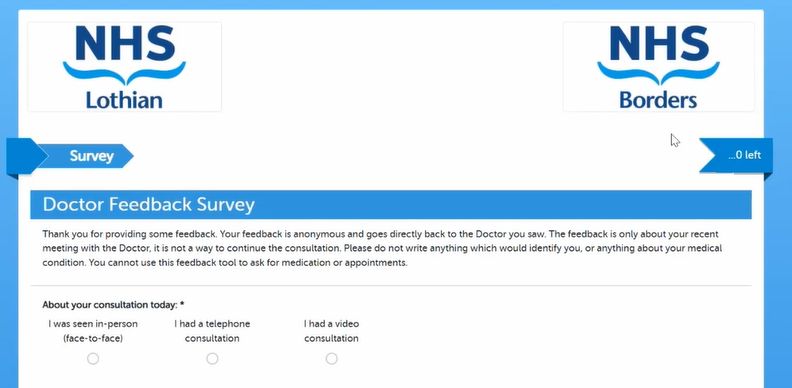 NHS
Lothian
NHS
Borders
Survey
...0 left
Doctor Feedback Survey
Thank you for providing some feedback. Your feedback is anonymous and goes directly back to the Doctor you saw. The feedback is only about your recent
meeting with the Doctor, it is not a way to continue the consultation. Please do not write anything which would identify you, or anything about your medical
condition. You cannot use this feedback tool to ask for medication or appointments.
About your consultation today: *
I was seen in-person
(face-to-face)
I had a telephone
consultation
I had a video
consultation